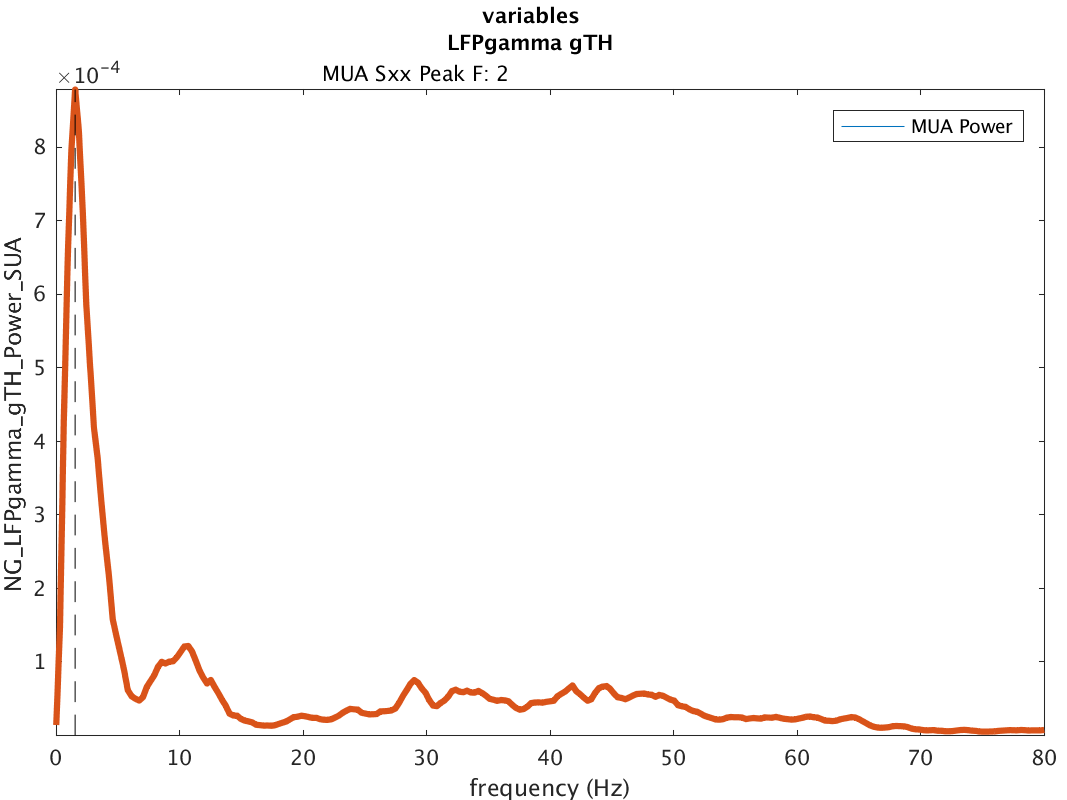 variables
LFPgamma gTH
×10⁻⁴
MUA Sxx Peak F: 2
MUA Power
8
7
6
5
4
3
2
1
NG_LFPgamma_gTH_Power_SUA
0 10 20 30 40 50 60 70 80
frequency (Hz)